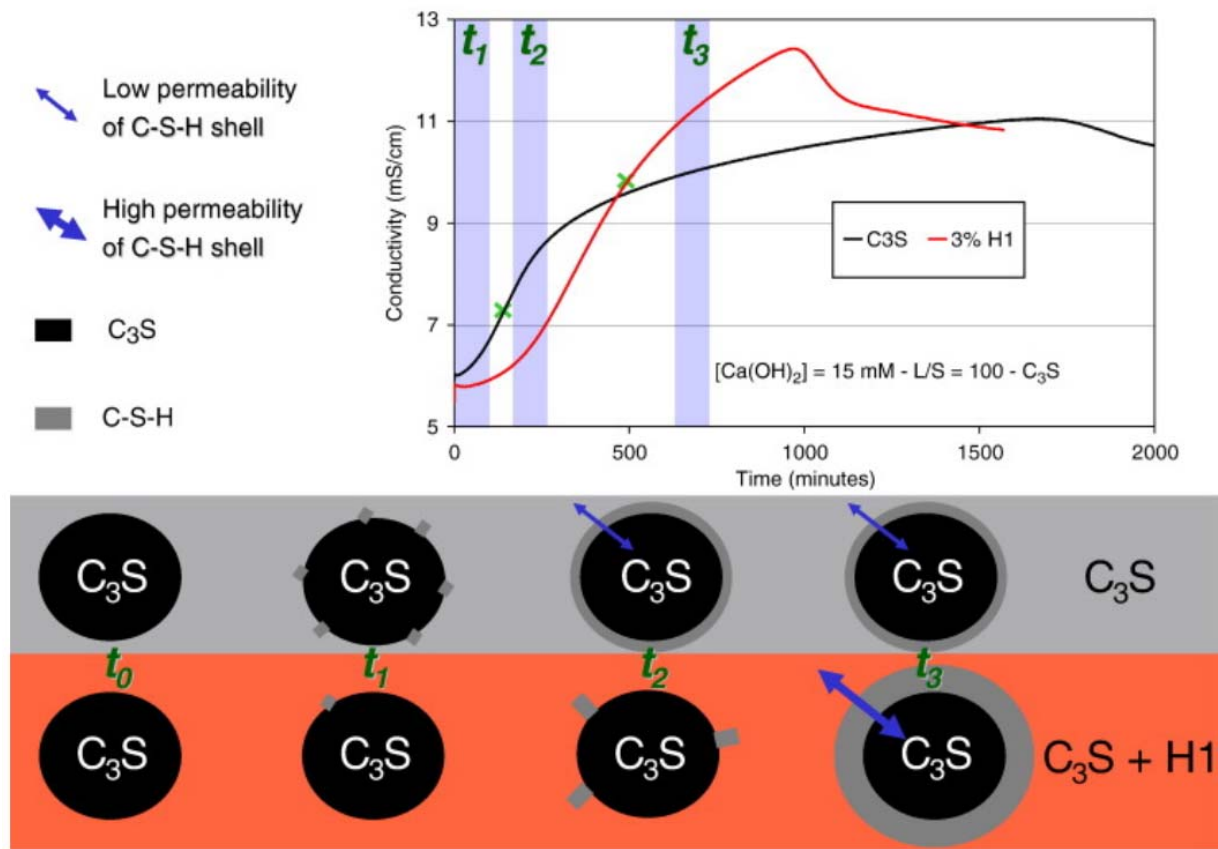 Low permeability
of C-S-H shell
High permeability
of C-S-H shell
C₃S
C-S-H
13
11
9
7
5
Conductivity (mS/cm)
t₁ t₂ t₃
C3S 3% H1
[Ca(OH)₂] = 15 mM - L/S = 100 - C₃S
0 500 1000 1500 2000
Time (minutes)
C₃S C₃S C₃S C₃S C₃S
t₀ t₁ t₂ t₃
C₃S C₃S C₃S C₃S C₃S + H1